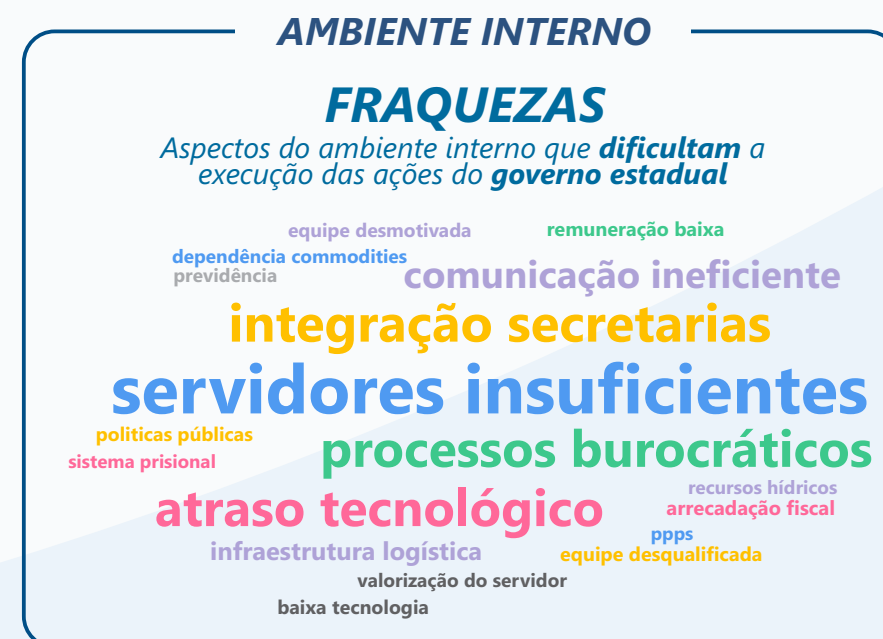 AMBIENTE INTERNO
FRAQUEZAS
Aspectos do ambiente interno que dificultam a
execução das ações do governo estadual
equipe desmotivada
remuneração baixa
dependência commodities
previdência
comunicação ineficiente
integração secretarias
servidores insuficientes
politicas públicas
processos burocráticos
sistema prisional
atraso tecnológico
recursos hídricos
arrecadação fiscal
ppps
infraestrutura logística
equipe desqualificada
valorização do servidor
baixa tecnologia